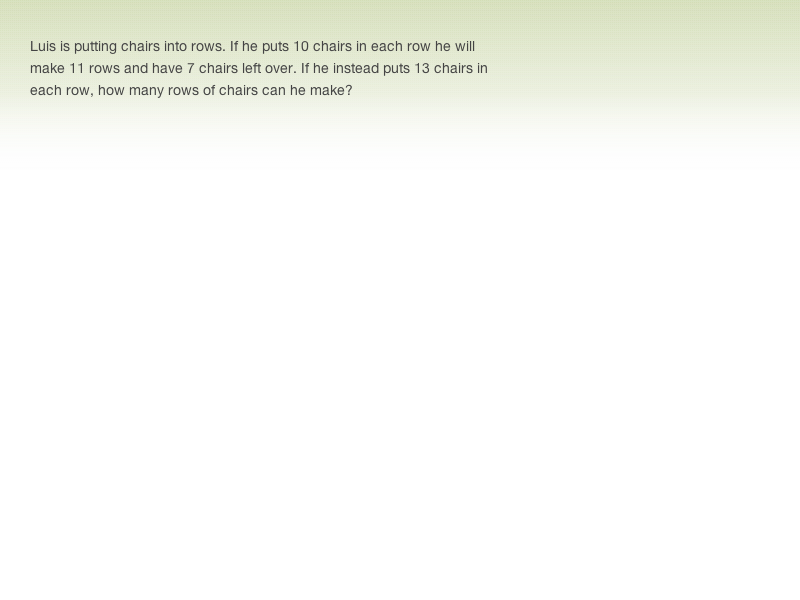 Luis is putting chairs into rows. If he puts 10 chairs in each row he will
make 11 rows and have 7 chairs left over. If he instead puts 13 chairs in
each row, how many rows of chairs can he make?